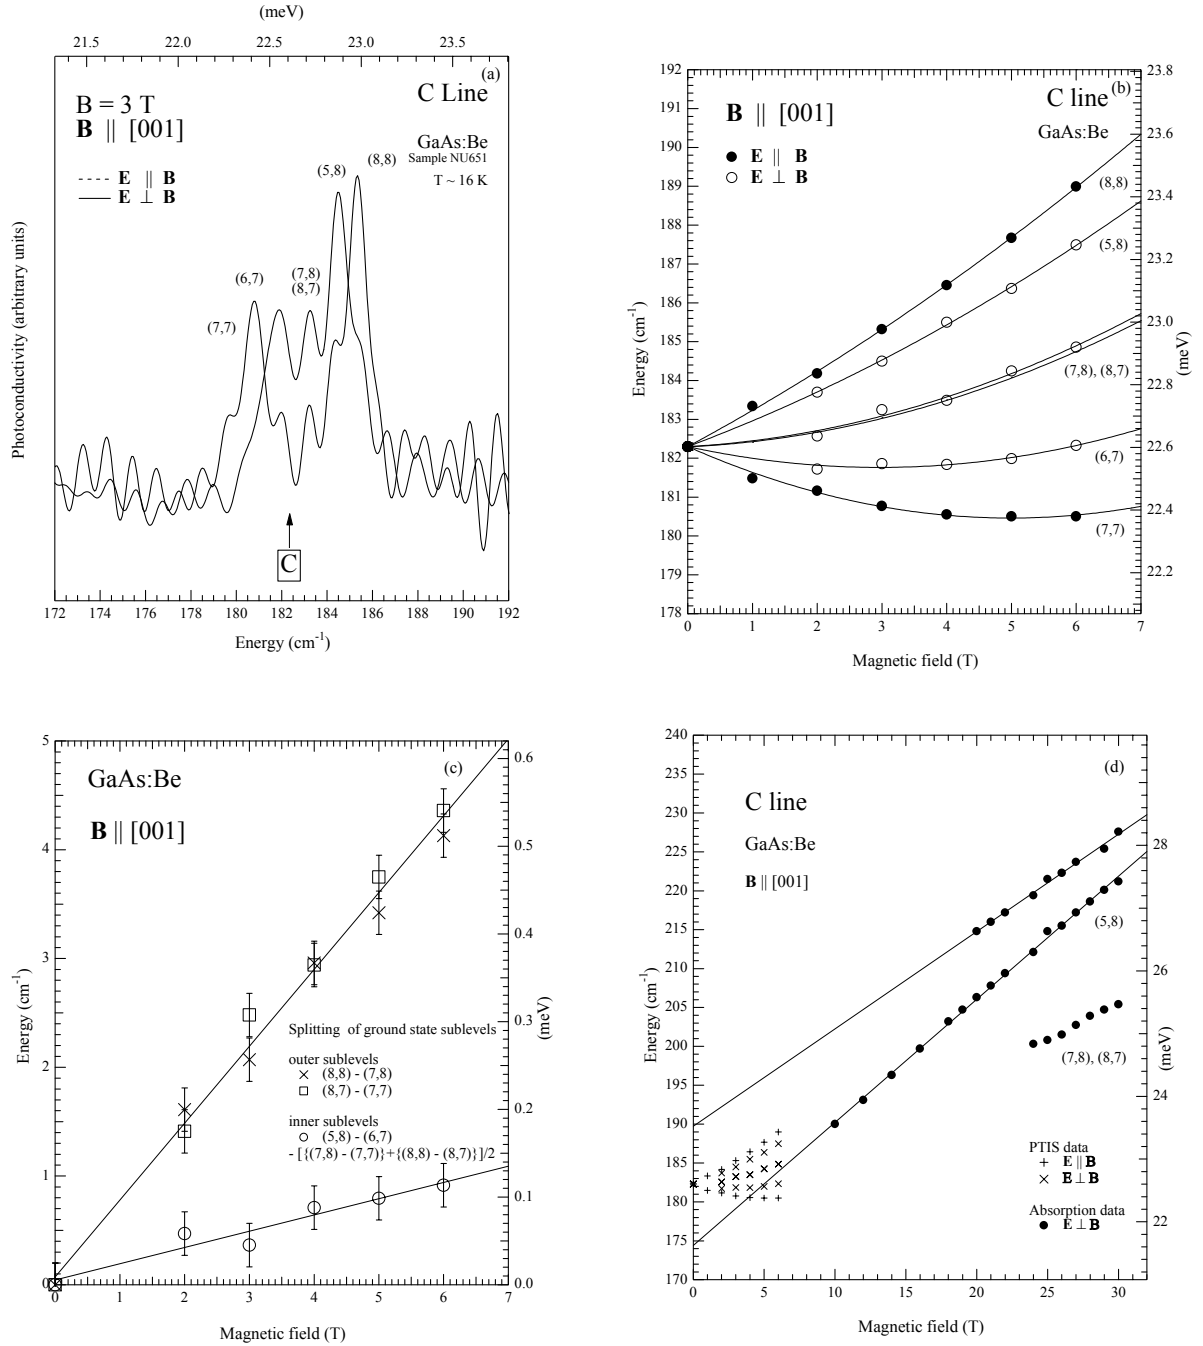 (meV)
21.5 22.0 22.5 23.0 23.5
(a)
C Line
B = 3 T
B || [001]
GaAs:Be
Sample NU651
T ~ 16 K
E || B
E ⊥ B
(8,8)
(5,8)
(6,7)
(7,8)
(8,7)
(7,7)
C
Photoconductivity (arbitrary units)
172 174 176 178 180 182 184 186 188 190 192
Energy (cm-1)
(b)
C line
B || [001]
GaAs:Be
E || B
E ⊥ B
(8,8)
(5,8)
(7,8), (8,7)
(6,7)
(7,7)
192
191
190
189
188
187
186
185
184
183
182
181
180
179
178
Energy (cm-1)
23.8
23.6
23.4
23.2
23.0
22.8
22.6
22.4
22.2
(meV)
0 1 2 3 4 5 6 7
Magnetic field (T)
(c)
GaAs:Be
B || [001]
Splitting of ground state sublevels
outer sublevels
(8,8) - (7,8)
(8,7) - (7,7)
inner sublevels
(5,8) - (6,7)
- [{(7,8) - (7,7)}+{(8,8) - (8,7)}]/2
5
4
3
2
1
0
Energy (cm-1)
0.6
0.5
0.4
0.3
0.2
0.1
0.0
(meV)
0 1 2 3 4 5 6 7
Magnetic field (T)
(d)
C line
GaAs:Be
B || [001]
(5,8)
(7,8), (8,7)
PTIS data
E || B
E ⊥ B
Absorption data
E ⊥ B
240
235
230
225
220
215
210
205
200
195
190
185
180
175
170
Energy (cm-1)
28
26
24
22
(meV)
0 5 10 15 20 25 30
Magnetic field (T)